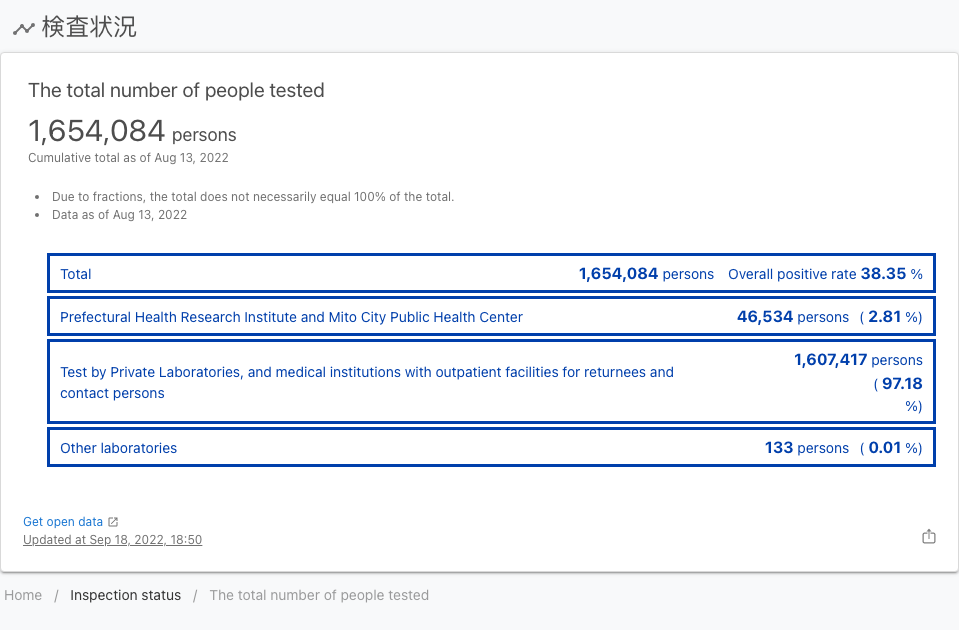 検査状況
The total number of people tested
1,654,084 persons
Cumulative total as of Aug 13, 2022
• Due to fractions, the total does not necessarily equal 100% of the total.
• Data as of Aug 13, 2022
Total 1,654,084 persons Overall positive rate 38.35 %
Prefectural Health Research Institute and Mito City Public Health Center 46,534 persons ( 2.81 %)
Test by Private Laboratories, and medical institutions with outpatient facilities for returnees and
contact persons
1,607,417 persons
( 97.18
%)
Other laboratories 133 persons ( 0.01 %)
Get open data
Updated at Sep 18, 2022, 18:50
Home / Inspection status / The total number of people tested